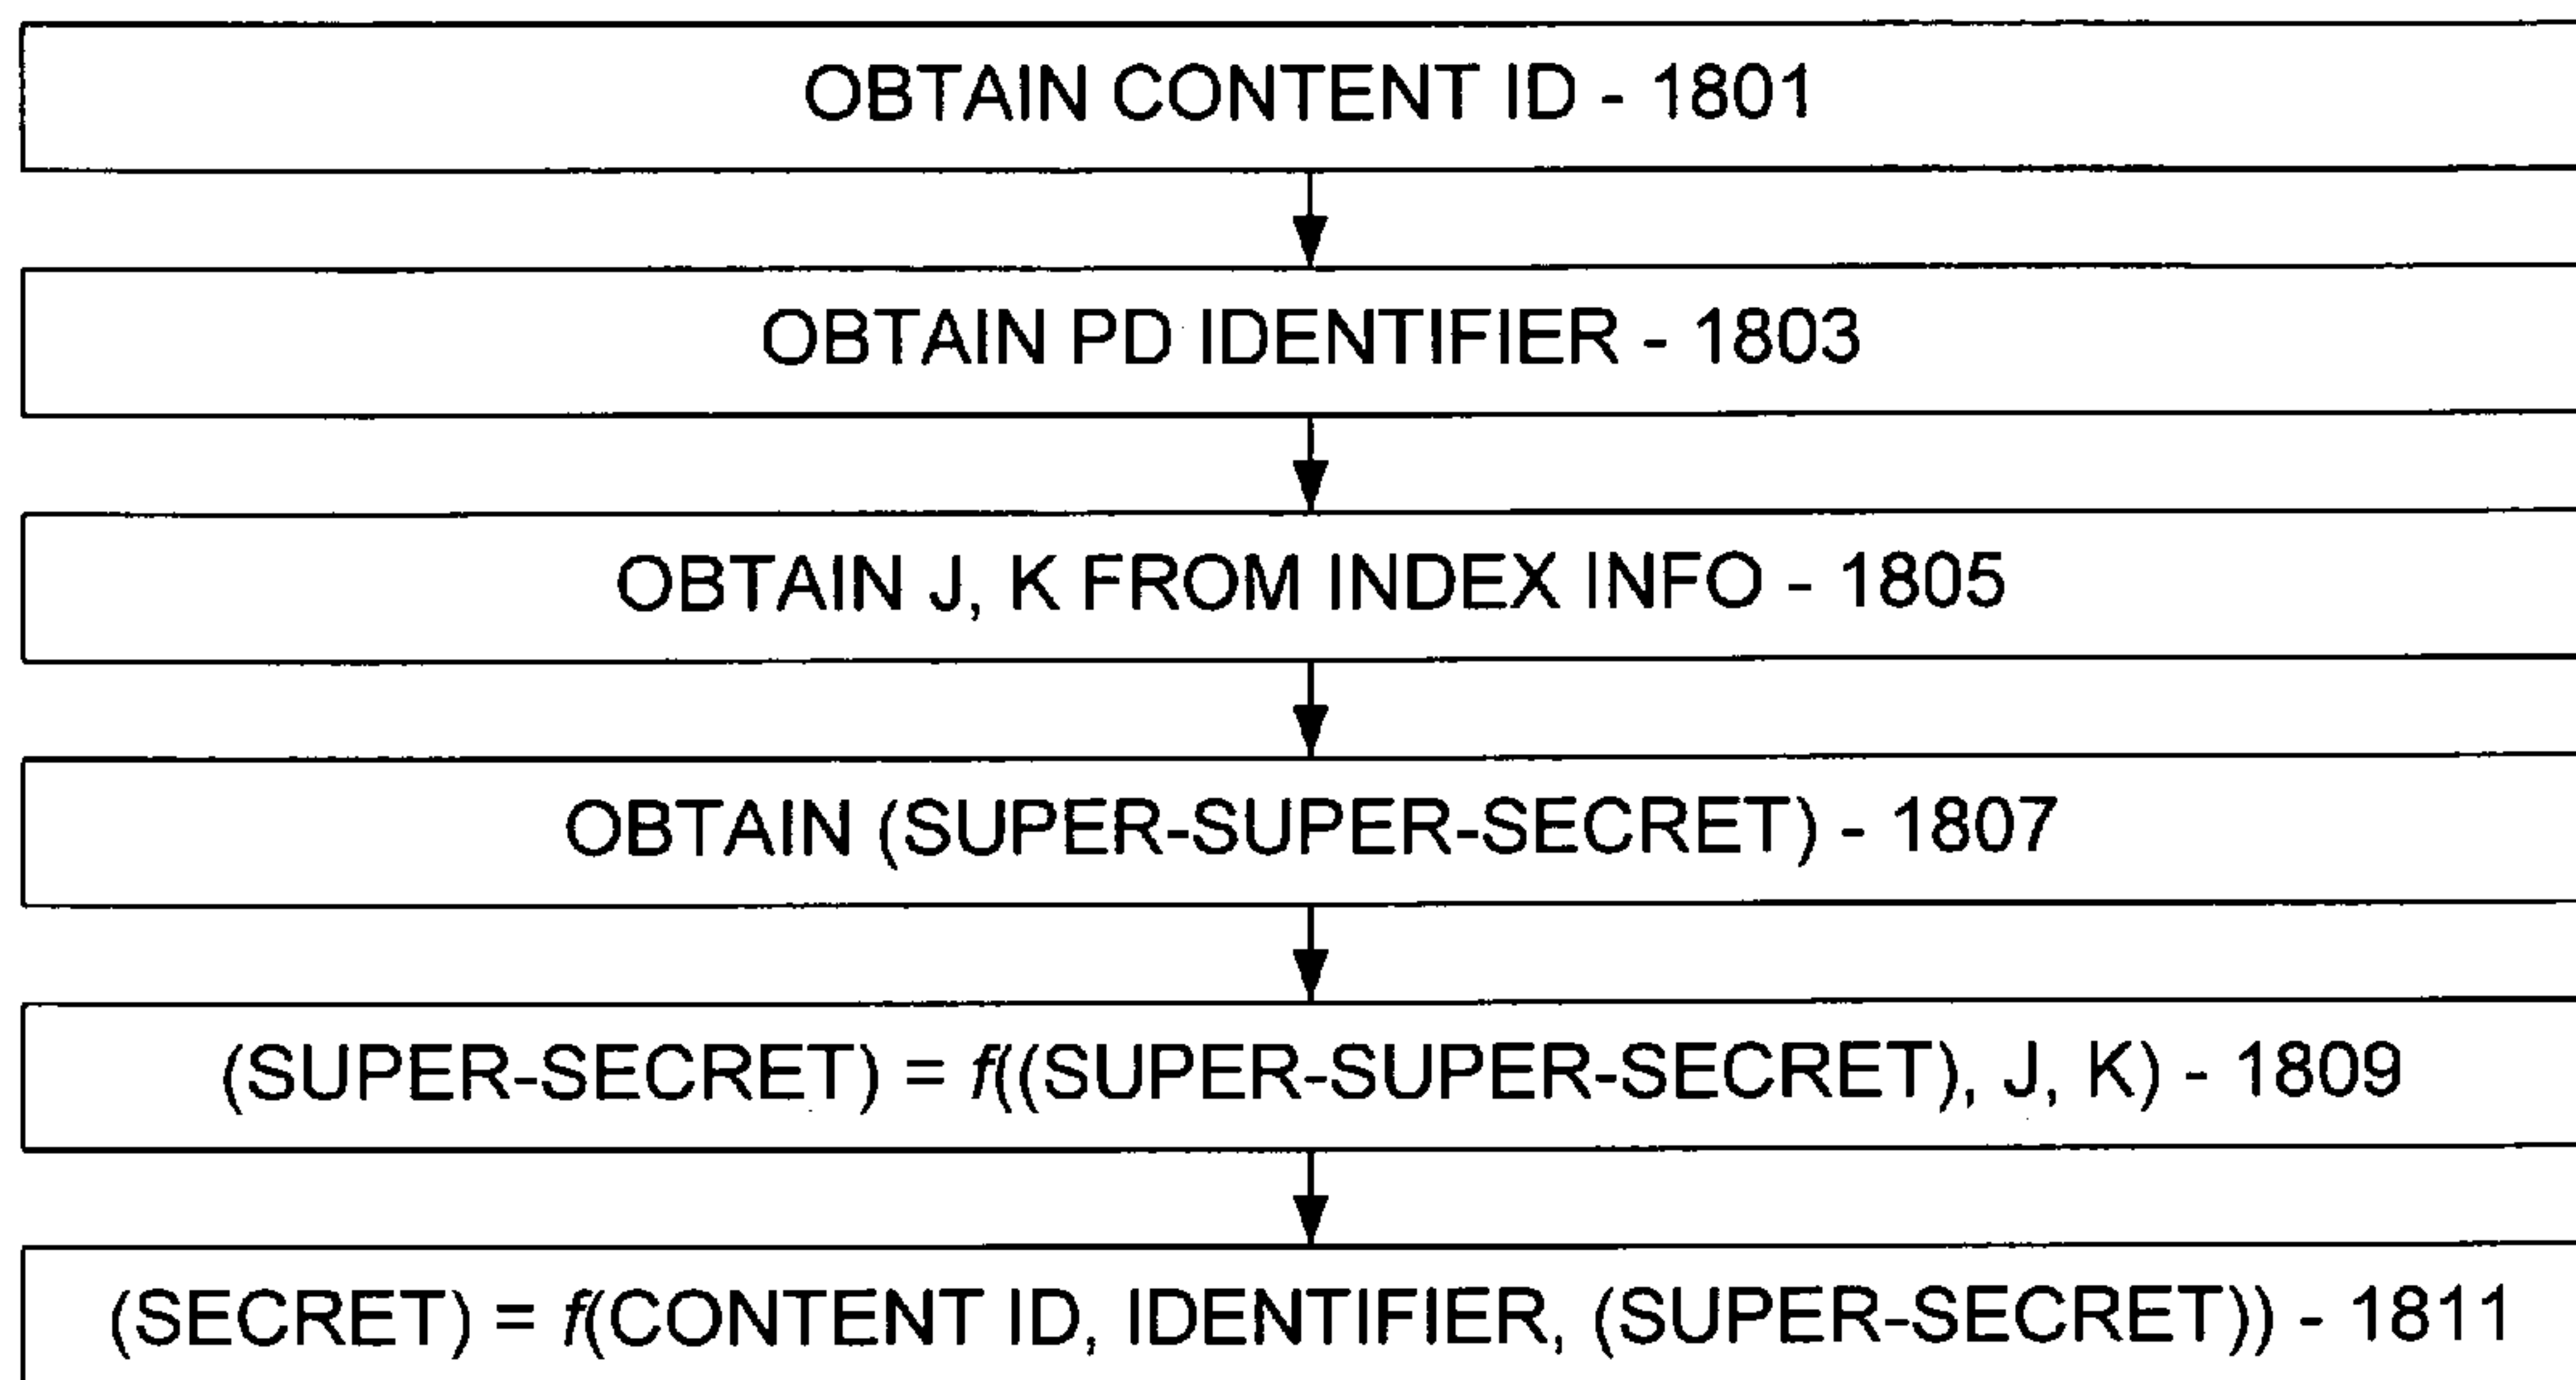 OBTAIN CONTENT ID - 1801
OBTAIN PD IDENTIFIER - 1803
OBTAIN J, K FROM INDEX INFO - 1805
OBTAIN (SUPER-SUPER-SECRET) - 1807
(SUPER-SECRET) = f((SUPER-SUPER-SECRET), J, K) - 1809
(SECRET) = f(CONTENT ID, IDENTIFIER, (SUPER-SECRET)) - 1811